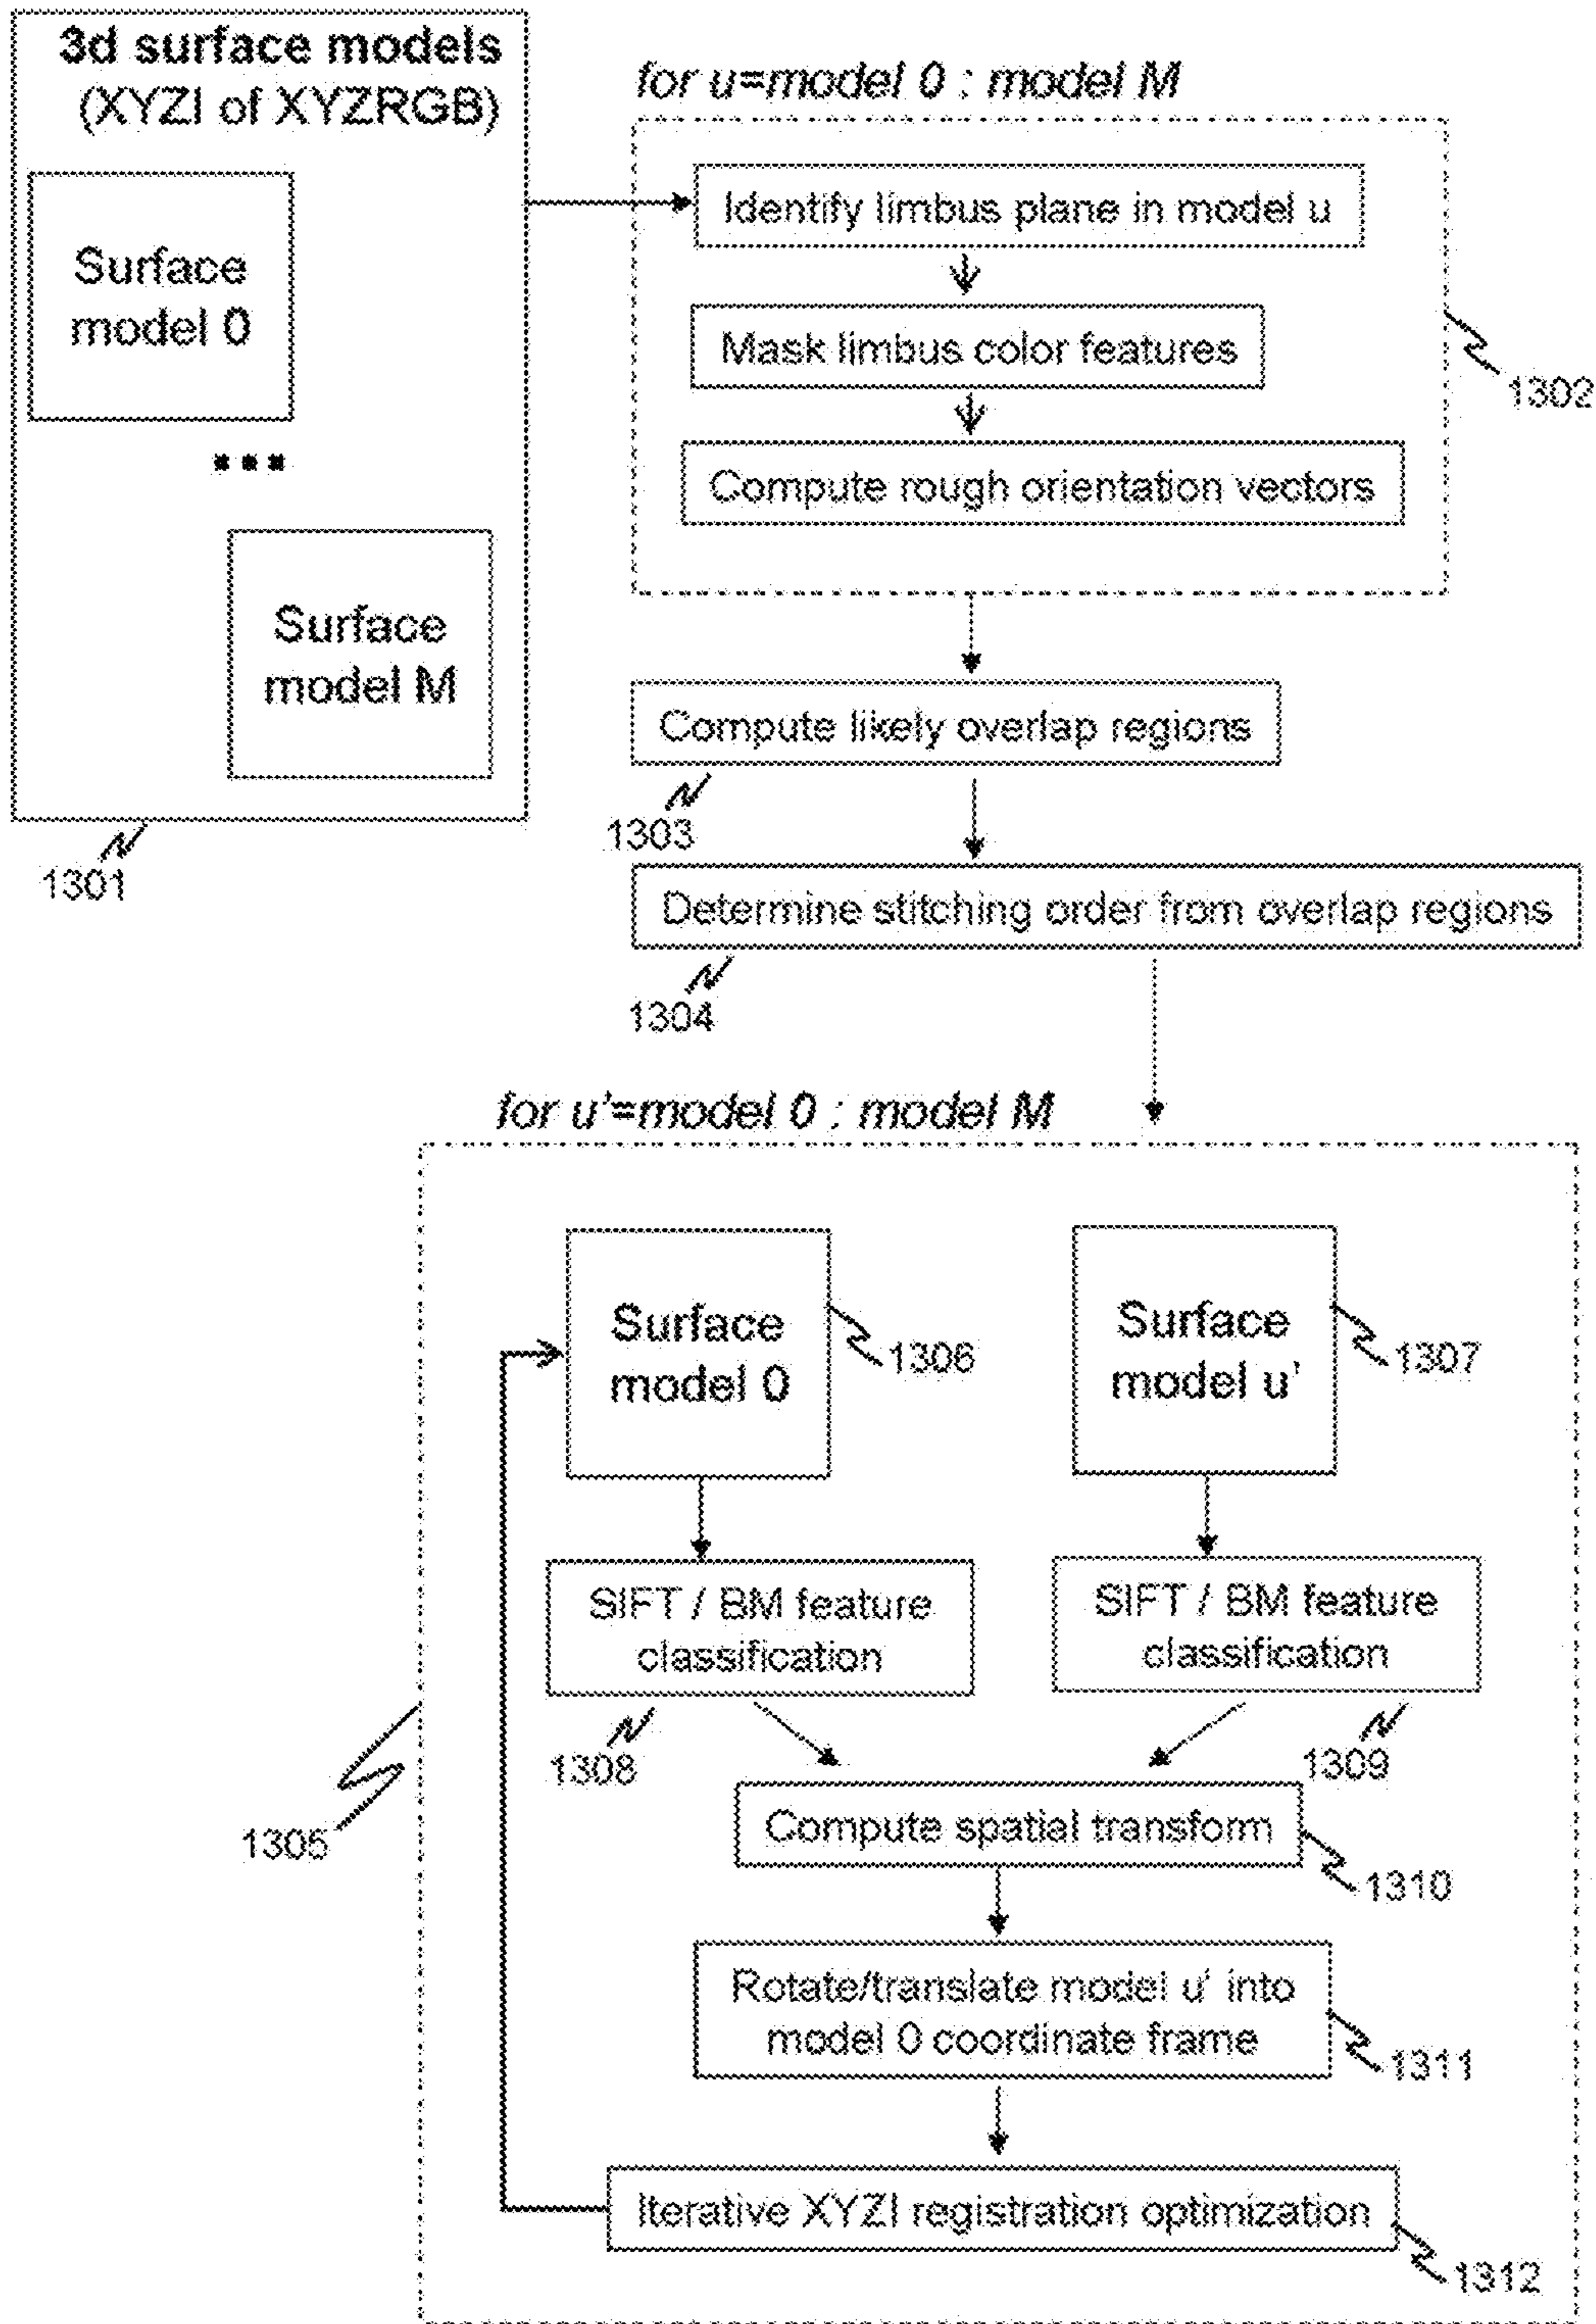 3d surface models
(XYZI of XYZRGB)
Surface
model 0
...
Surface
model M
1301
for u=model 0 : model M
Identify limbus plane in model u
Mask limbus color features
Compute rough orientation vectors
1302
Compute likely overlap regions
1303
Determine stitching order from overlap regions
1304
for u'=model 0 : model M
Surface
model 0
1306
Surface
model u'
1307
SIFT / BM feature
classification
1308
SIFT / BM feature
classification
1309
1305
Compute spatial transform
1310
Rotate/translate model u' into
model 0 coordinate frame
1311
Iterative XYZI registration optimization
1312